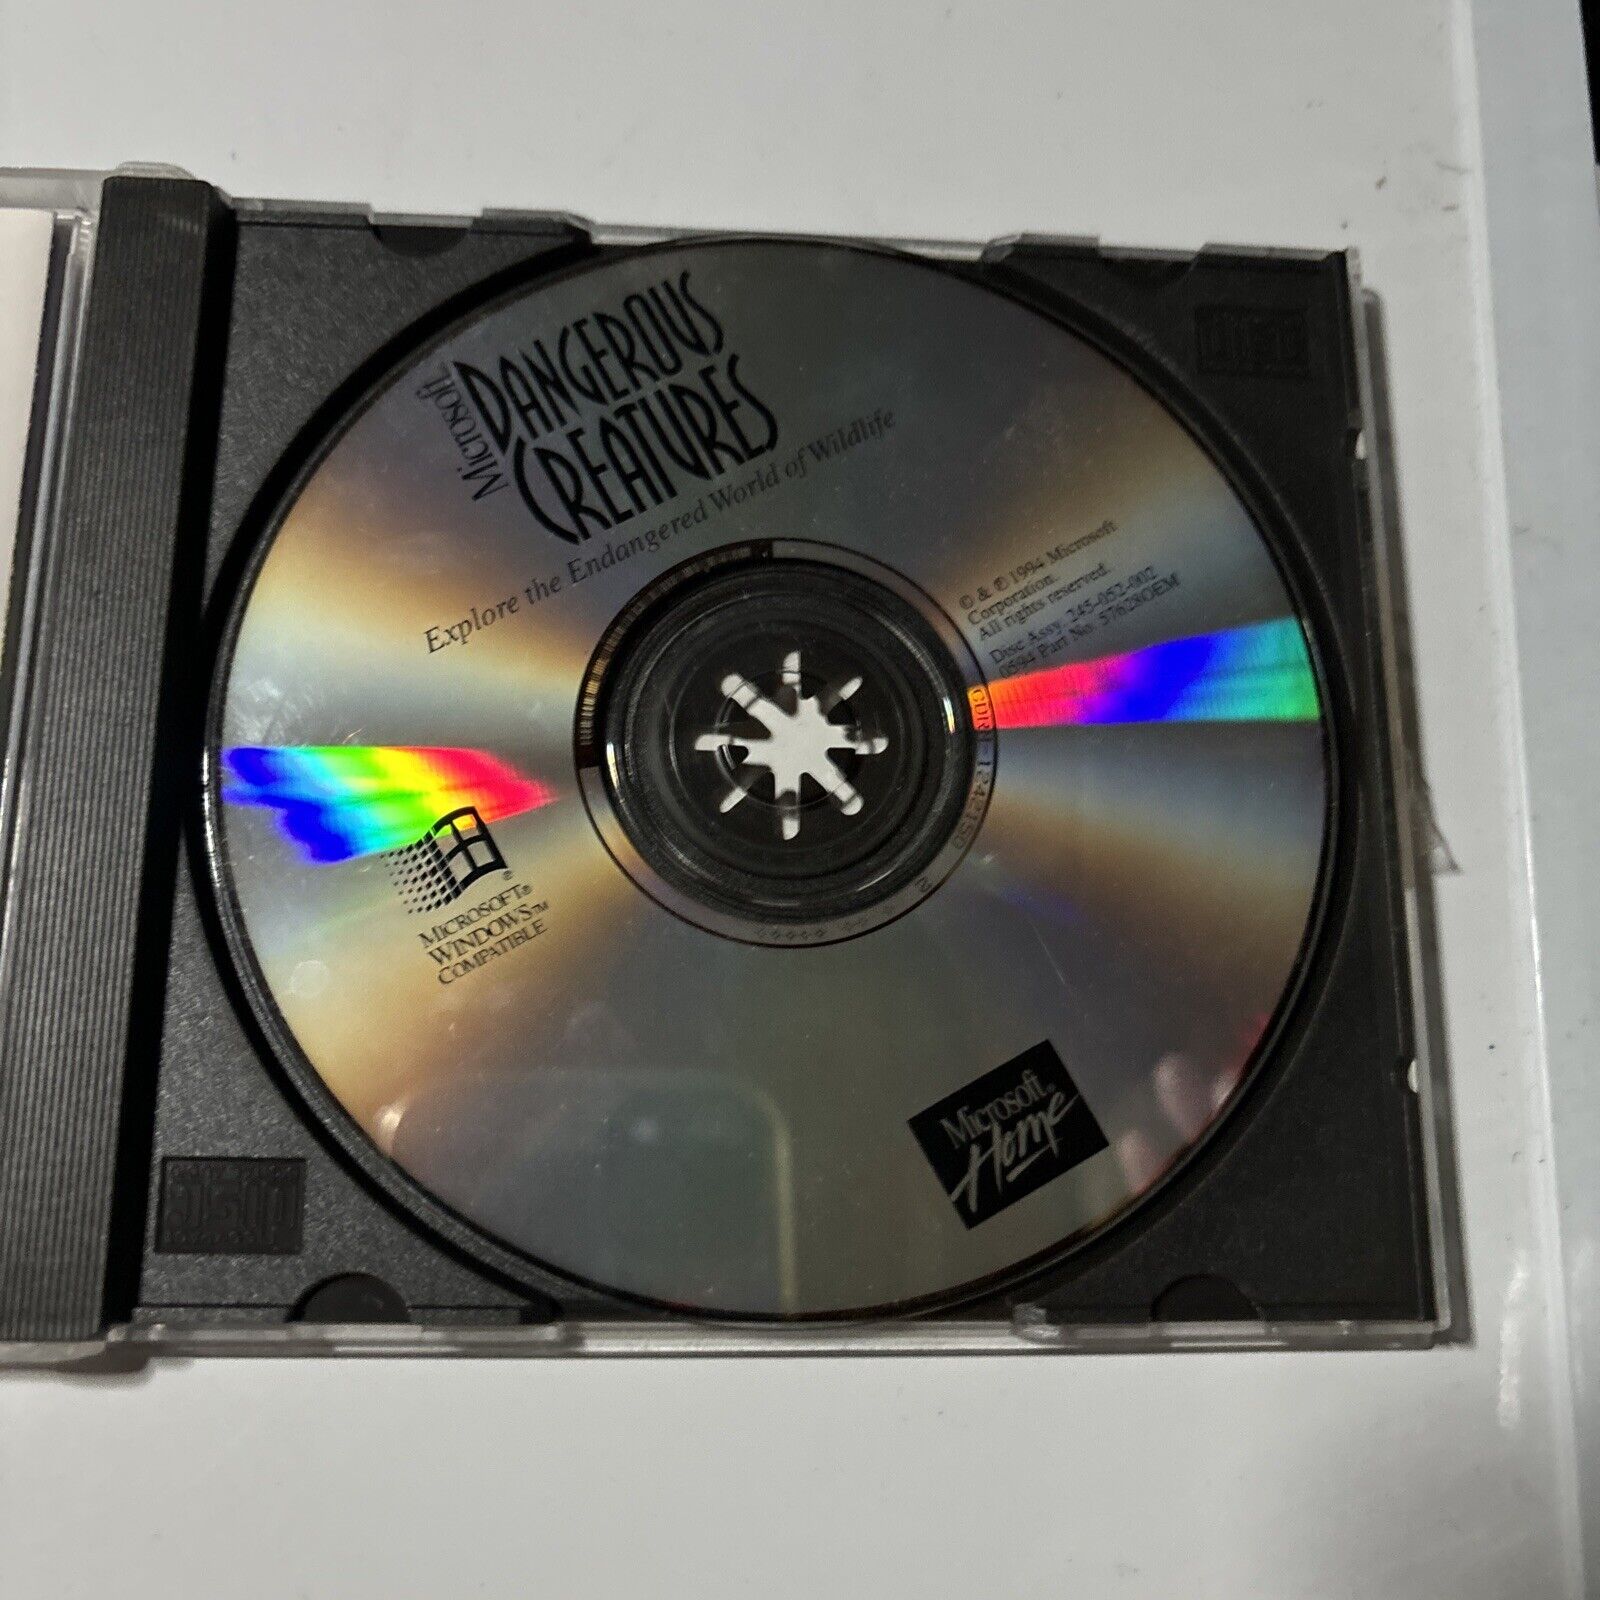 Microsoft
DANGEROUS
CREATURES
Explore the Endangered World of Wildlife
© & ℗ 1994 Microsoft
Corporation.
All rights reserved.
Disc Assy. 245-052-002
0594 Part No. 57628OEM
MICROSOFT®
WINDOWS™
COMPATIBLE
Microsoft®
Home